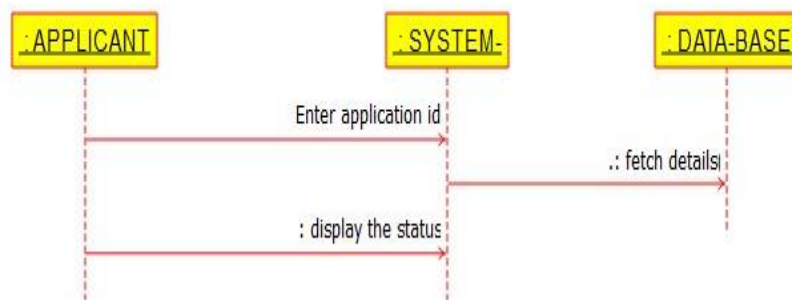 : APPLICANT
: SYSTEM-
: DATA-BASE
Enter application id
.: fetch details
: display the status